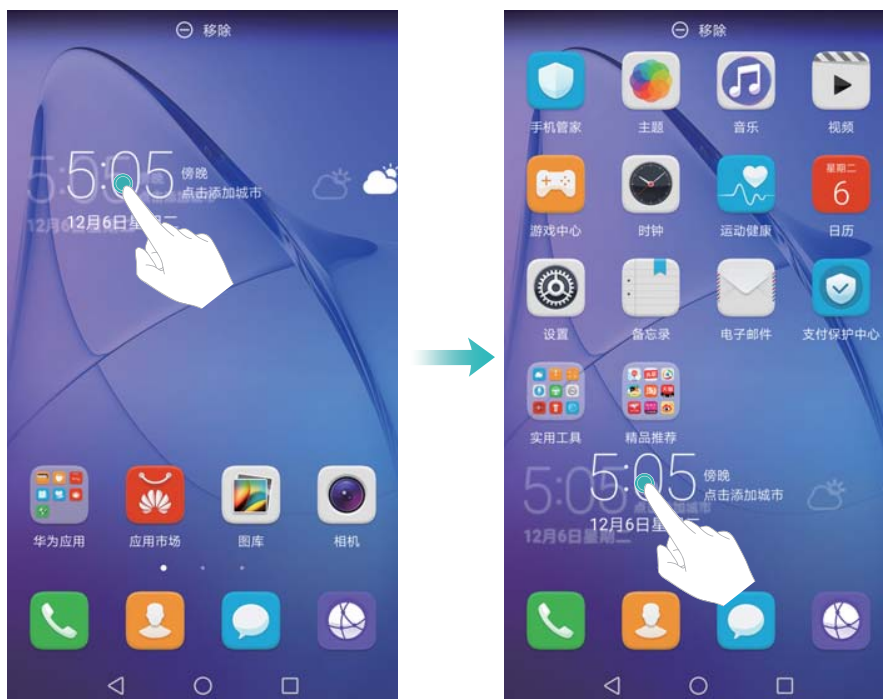 移除
5:05
傍晚
点击添加城市
12月6日星期二
华为应用
应用市场
图库
相机
移除
手机管家
主题
音乐
视频
星期二
6
游戏中心
时钟
运动健康
日历
设置
备忘录
电子邮件
支付保护中心
实用工具
精品推荐
5:05
傍晚
点击添加城市
12月6日星期二